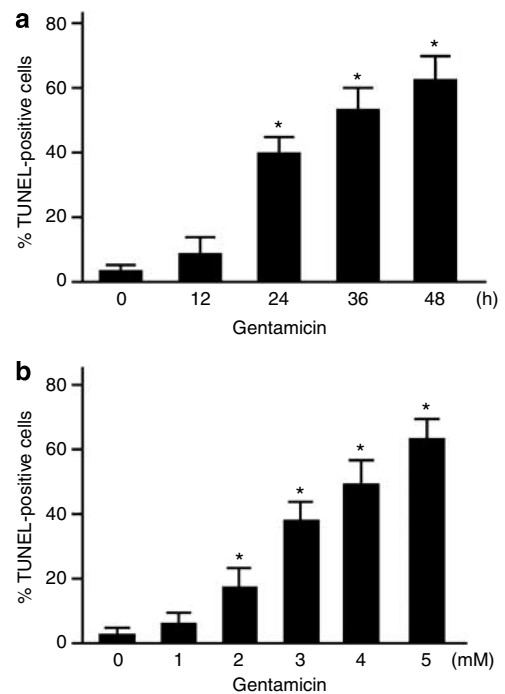 a
% TUNEL-positive cells
80
60
40
20
0
* * *
0 12 24 36 48 (h)
Gentamicin
b
% TUNEL-positive cells
80
60
40
20
0
* * * *
0 1 2 3 4 5 (mM)
Gentamicin